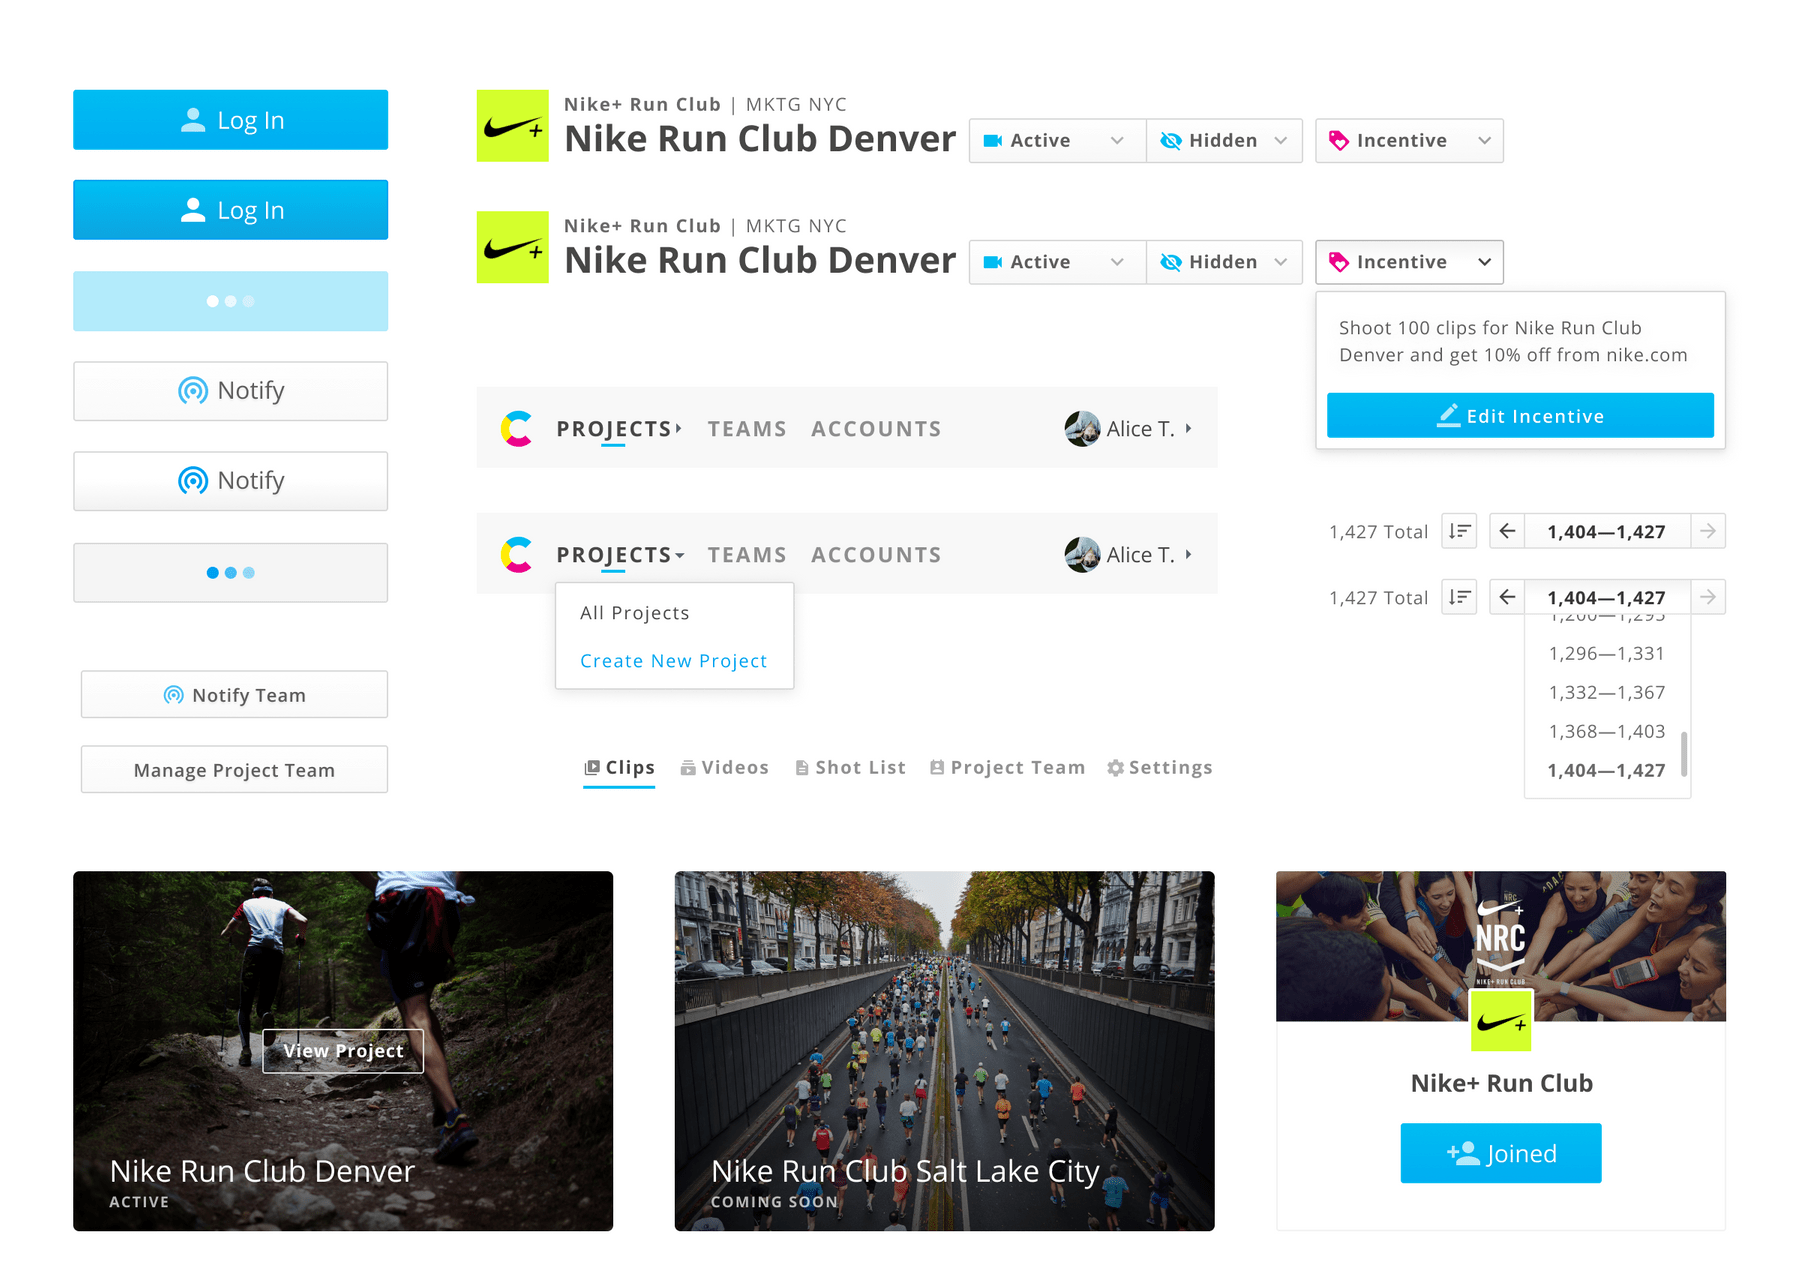 Log In
Log In
Notify
Notify
Notify Team
Manage Project Team
Nike+ Run Club | MKTG NYC
Nike Run Club Denver
Active
Hidden
Incentive
Nike+ Run Club | MKTG NYC
Nike Run Club Denver
Active
Hidden
Incentive
Shoot 100 clips for Nike Run Club
Denver and get 10% off from nike.com
Edit Incentive
PROJECTS TEAMS ACCOUNTS Alice T.
PROJECTS TEAMS ACCOUNTS Alice T.
All Projects
Create New Project
1,427 Total 1,404—1,427
1,427 Total 1,404—1,427
1,296—1,331
1,332—1,367
1,368—1,403
1,404—1,427
Clips Videos Shot List Project Team Settings
View Project
Nike Run Club Denver
ACTIVE
Nike Run Club Salt Lake City
COMING SOON
NRC
NRC
NIKE+ RUN CLUB
Nike+ Run Club
Joined